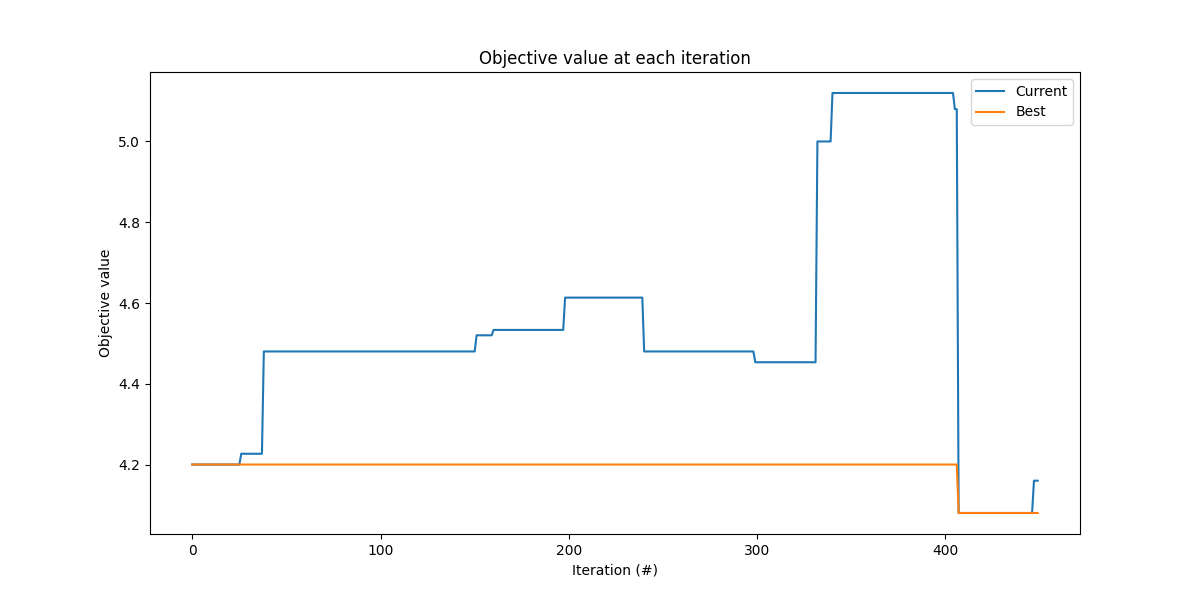 Objective value at each iteration
Current
Best
5.0
4.8
4.6
4.4
4.2
Objective value
0 100 200 300 400
Iteration (#)